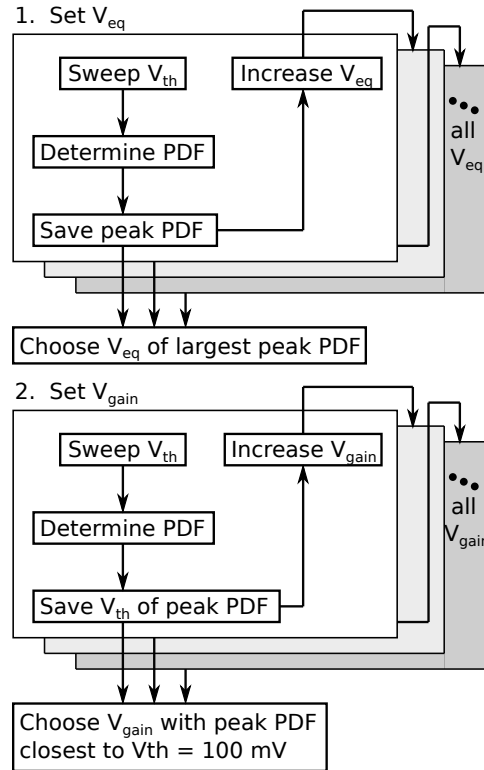 1. Set Veq
Sweep Vth
Increase Veq
all
Veq
Determine PDF
Save peak PDF
Choose Veq of largest peak PDF
2. Set Vgain
Sweep Vth
Increase Vgain
all
Vgain
Determine PDF
Save Vth of peak PDF
Choose Vgain with peak PDF
closest to Vth = 100 mV